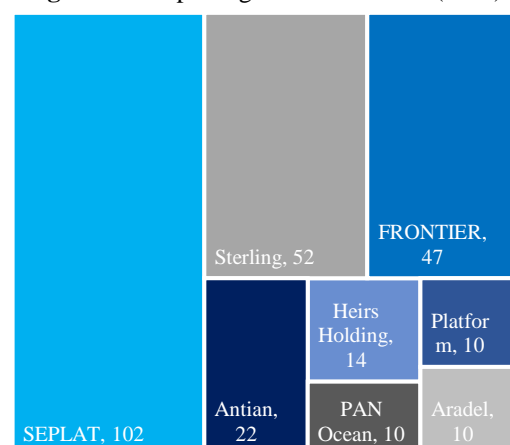 SEPLAT, 102
Sterling, 52
FRONTIER,
47
Antian,
22
Heirs
Holding,
14
PAN
Ocean, 10
Platfor
m, 10
Aradel,
10